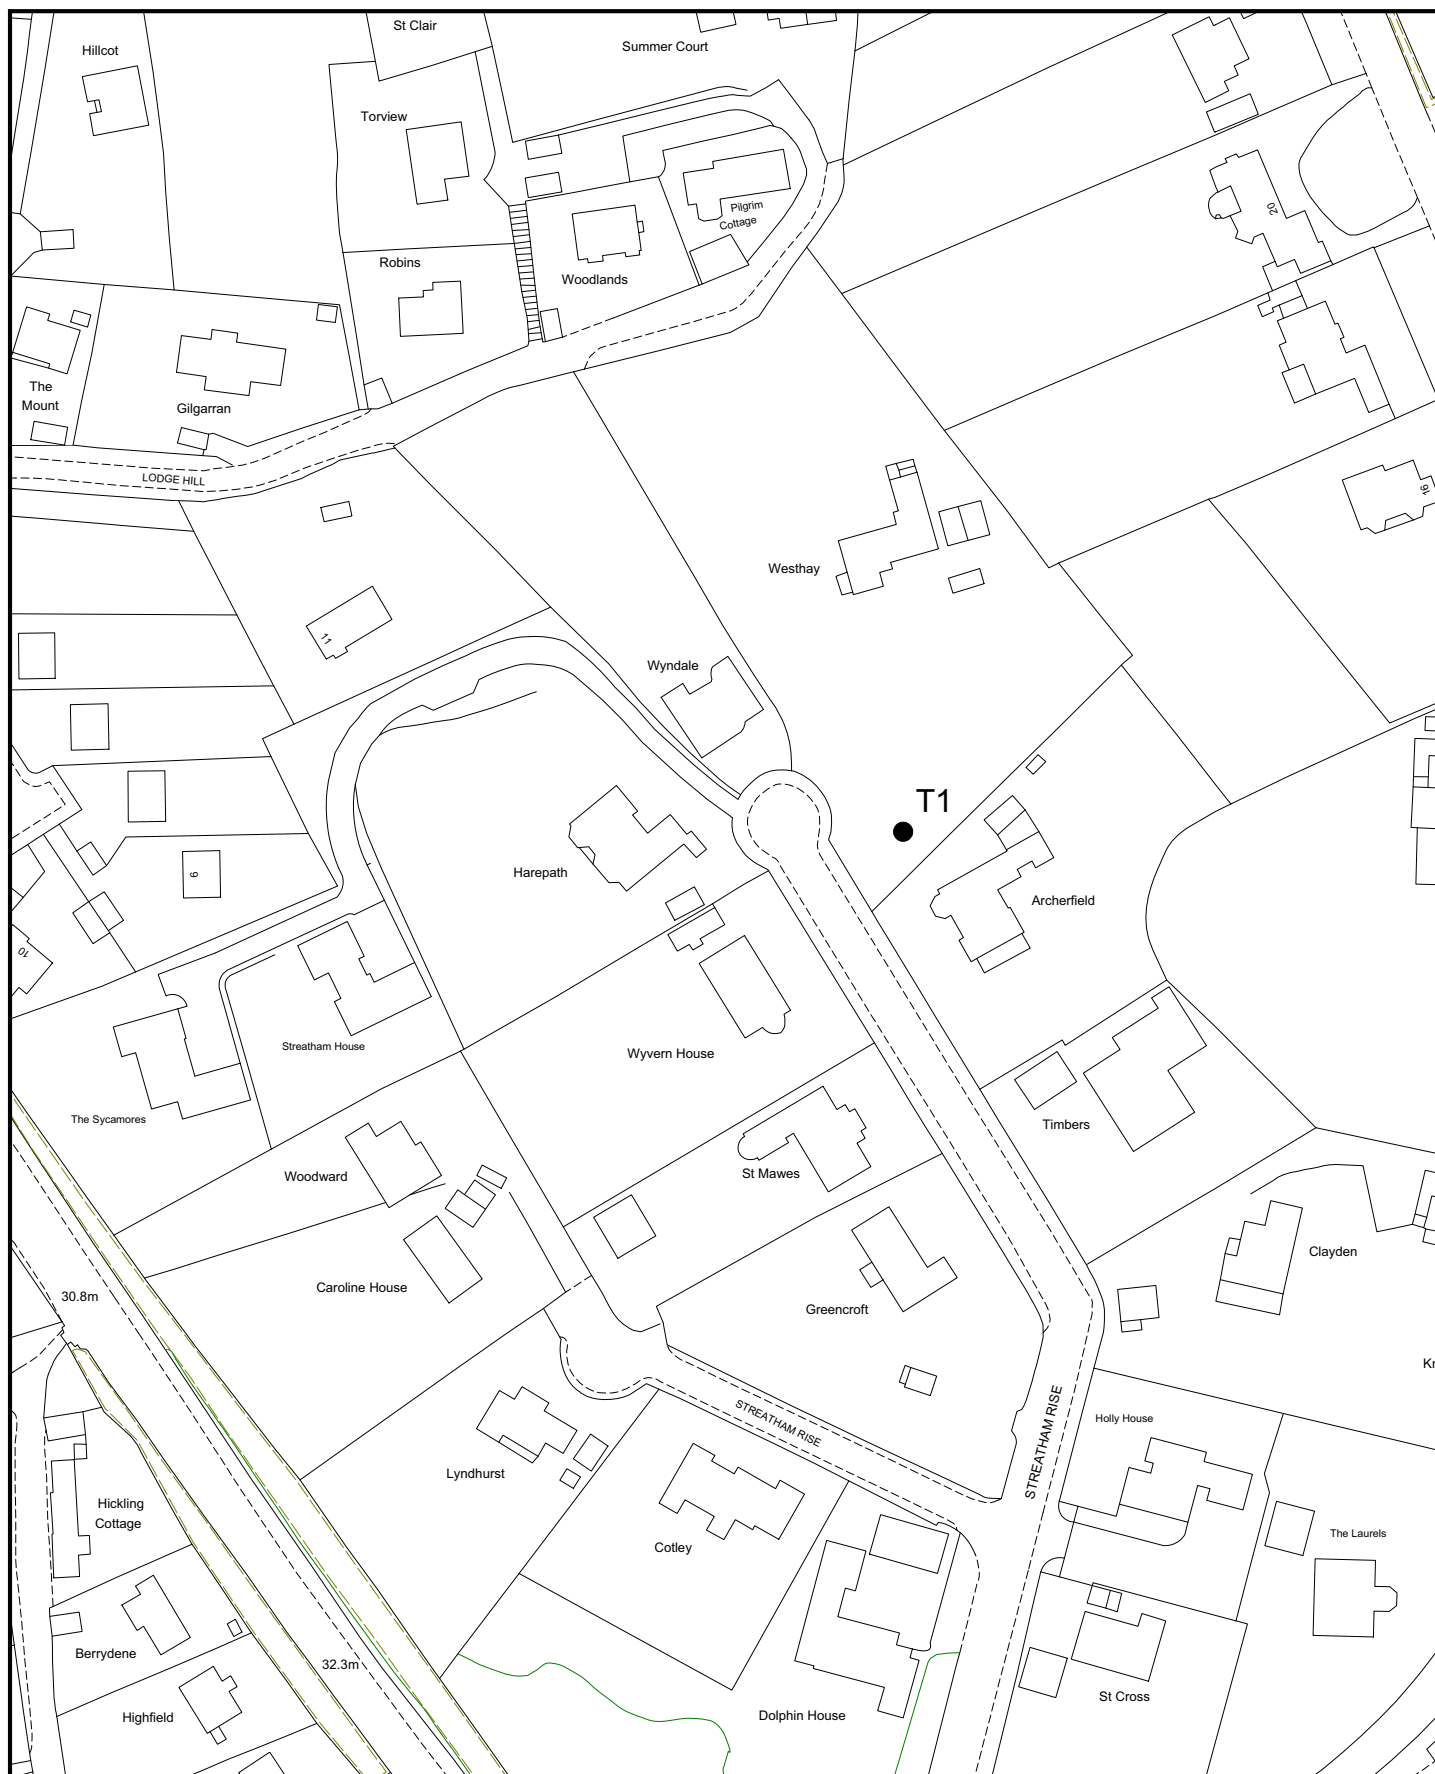 St Clair
Summer Court
Hillcot
Torview
Pilgrim
Cottage
20
Robins
Woodlands
The
Mount
Gilgarran
LODGE HILL
16
Westhay
11
Wyndale
T1
Harepath
9
Archerfield
10
Streatham House
Wyvern House
The Sycamores
Timbers
Woodward
St Mawes
Clayden
Caroline House
30.8m
Greencroft
STREATHAM RISE
STREATHAM RISE
Holly House
Lyndhurst
Hickling
Cottage
The Laurels
Cotley
Berrydene
32.3m
St Cross
Highfield
Dolphin House